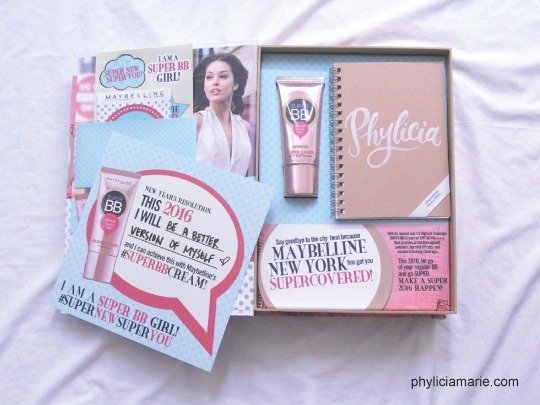 SUPER NEW
SUPER YOU!
I AM A
SUPER BB
GIRL!
MAYBELLINE
BB
NEW YEAR'S RISOLUTION.
THIS 2016
I WILL BE A BETTER
VERSION OF MYSELF
and I can achieve this with Maybelline's
#SUPERBBCREAM!
I AM A SUPER BB GIRL!
#SUPERNEWSUPERYOU
BB
Phylicia
Say goodbye to the city heat because
MAYBELLINE
NEW YORK has got you
SUPERCOVERED!
This 2016, let go
of your regular BB
and go SUPER.
MAKE A SUPER
2016 HAPPEN!
phyliciamarie.com